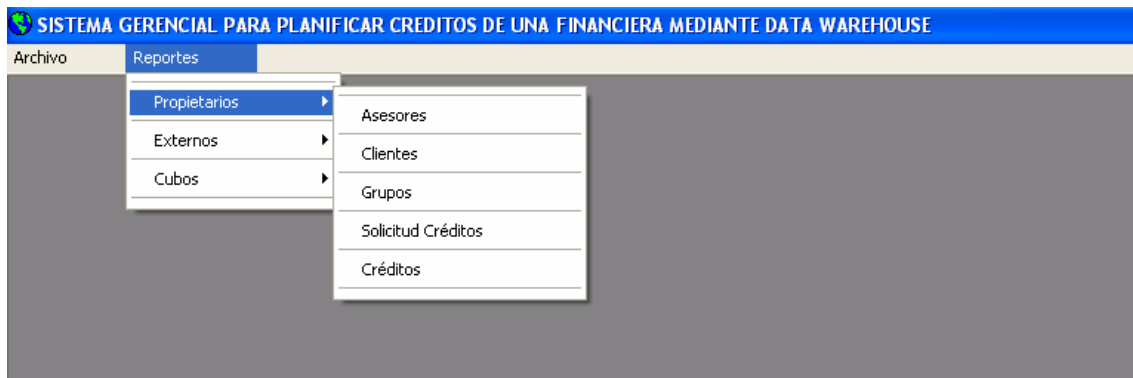 SISTEMA GERENCIAL PARA PLANIFICAR CREDITOS DE UNA FINANCIERA MEDIANTE DATA WAREHOUSE
Archivo Reportes
Propietarios
Externos
Cubos
Asesores
Clientes
Grupos
Solicitud Créditos
Créditos